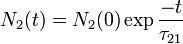 N_2(t) = N_2(0) \exp \frac{-t}{\tau_{21}}